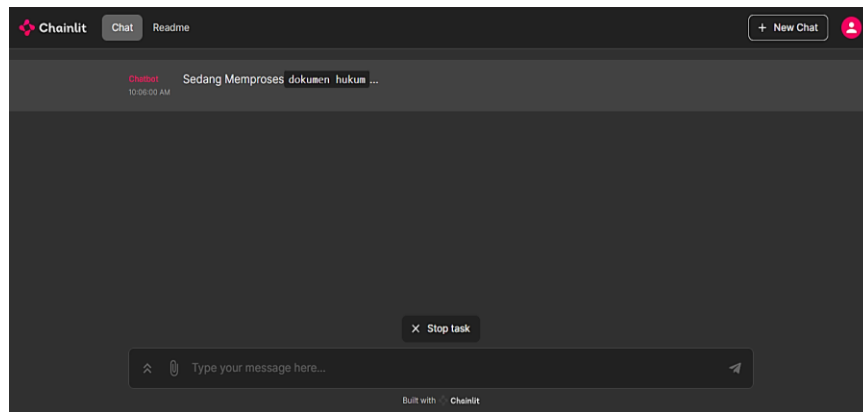 Chainlit Chat Readme + New Chat
Chatbot Sedang Memproses dokumen hukum ...
10:06:00 AM
Stop task
Type your message here...
Built with Chainlit